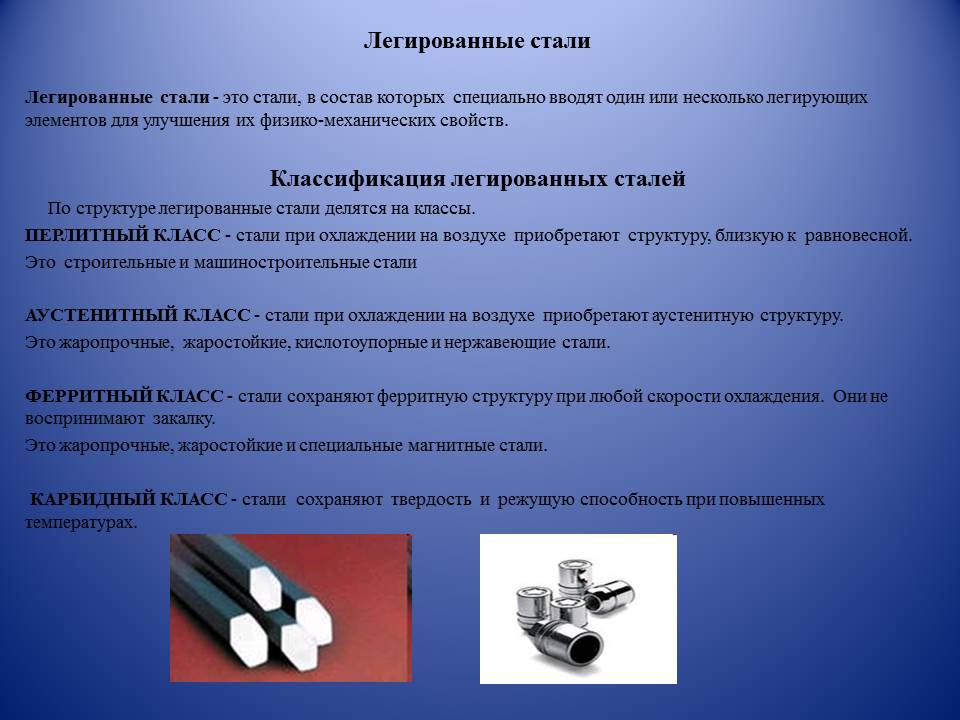 Легированные стали
Легированные стали - это стали, в состав которых специально вводят один или несколько легирующих
элементов для улучшения их физико-механических свойств.
Классификация легированных сталей
По структуре легированные стали делятся на классы.
ПЕРЛИТНЫЙ КЛАСС - стали при охлаждении на воздухе приобретают структуру, близкую к равновесной.
Это строительные и машиностроительные стали
АУСТЕНИТНЫЙ КЛАСС - стали при охлаждении на воздухе приобретают аустенитную структуру.
Это жаропрочные, жаростойкие, кислотоупорные и нержавеющие стали.
ФЕРРИТНЫЙ КЛАСС - стали сохраняют ферритную структуру при любой скорости охлаждения. Они не
воспринимают закалку.
Это жаропрочные, жаростойкие и специальные магнитные стали.
КАРБИДНЫЙ КЛАСС - стали сохраняют твердость и режущую способность при повышенных
температурах.